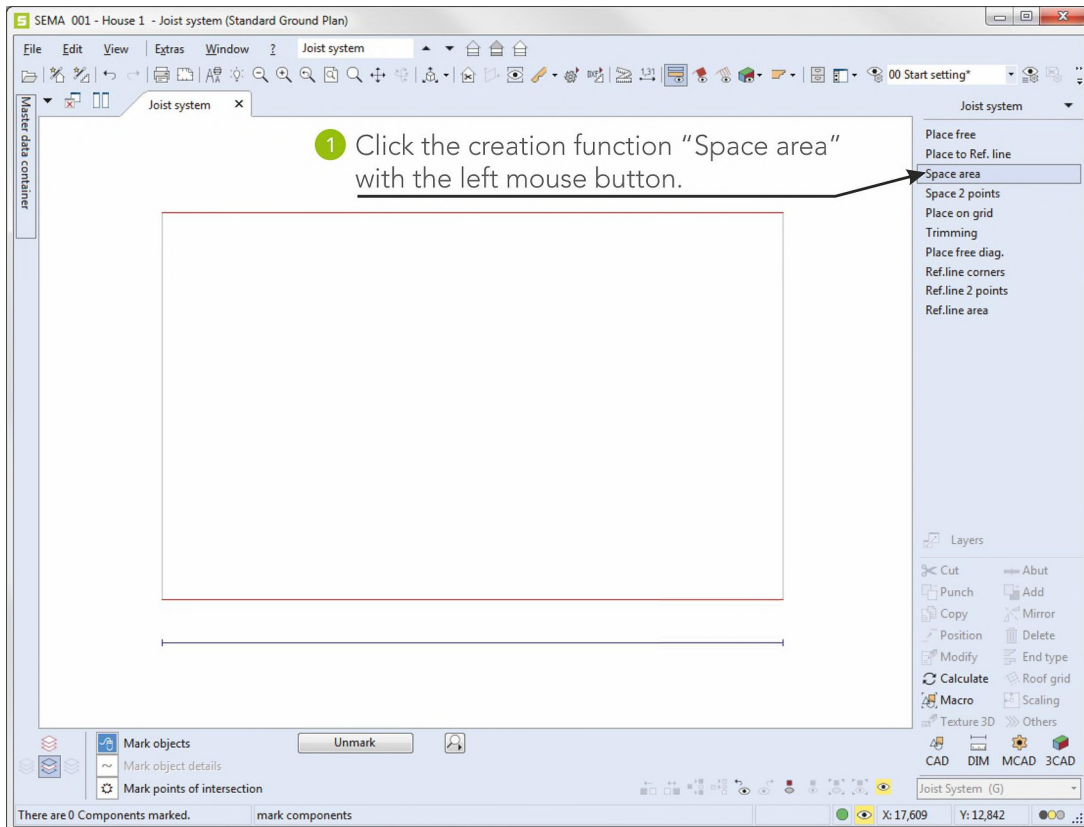 SEMA 001 - House 1 - Joist system (Standard Ground Plan)
File Edit View Extras Window ? Joist system
00 Start setting*
Master data container
Joist system
Joist system
1 Click the creation function “Space area”
with the left mouse button.
Place free
Place to Ref. line
Space area
Space 2 points
Place on grid
Trimming
Place free diag.
Ref.line corners
Ref.line 2 points
Ref.line area
Layers
Cut Abut
Punch Add
Copy Mirror
Position Delete
Modify End type
Calculate Roof grid
Macro Scaling
Texture 3D Others
CAD DIM MCAD 3CAD
Joist System (G)
Mark objects Unmark
Mark object details
Mark points of intersection
There are 0 Components marked. mark components X: 17,609 Y: 12,842